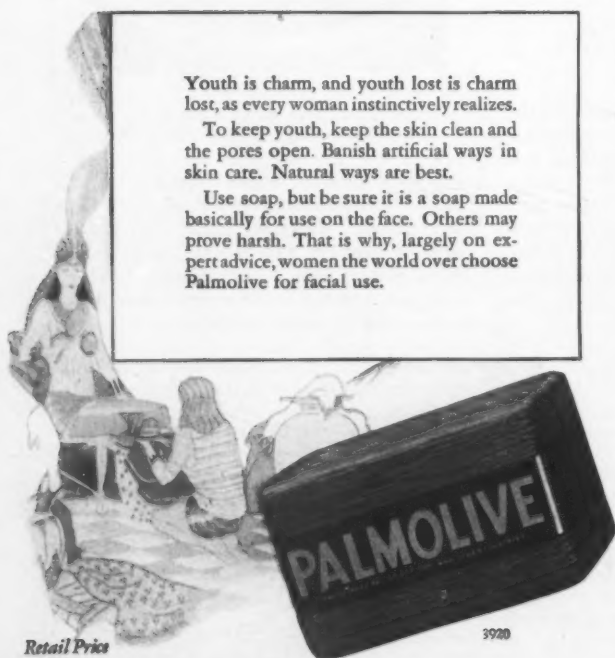 Youth is charm, and youth lost is charm
lost, as every woman instinctively realizes.
To keep youth, keep the skin clean and
the pores open. Banish artificial ways in
skin care. Natural ways are best.
Use soap, but be sure it is a soap made
basically for use on the face. Others may
prove harsh. That is why, largely on ex-
pert advice, women the world over choose
Palmolive for facial use.
PALMOLIVE
3920
Retail Price